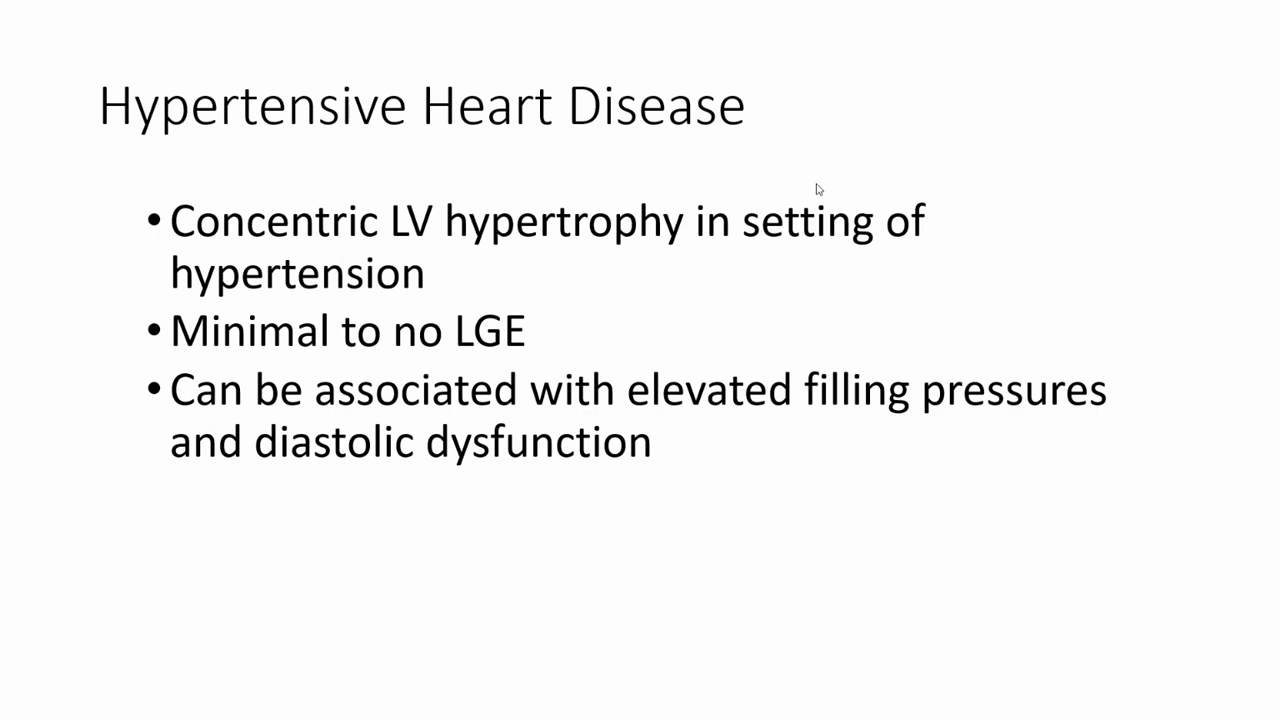 Hypertensive Heart Disease
• Concentric LV hypertrophy in setting of
hypertension
• Minimal to no LGE
• Can be associated with elevated filling pressures
and diastolic dysfunction